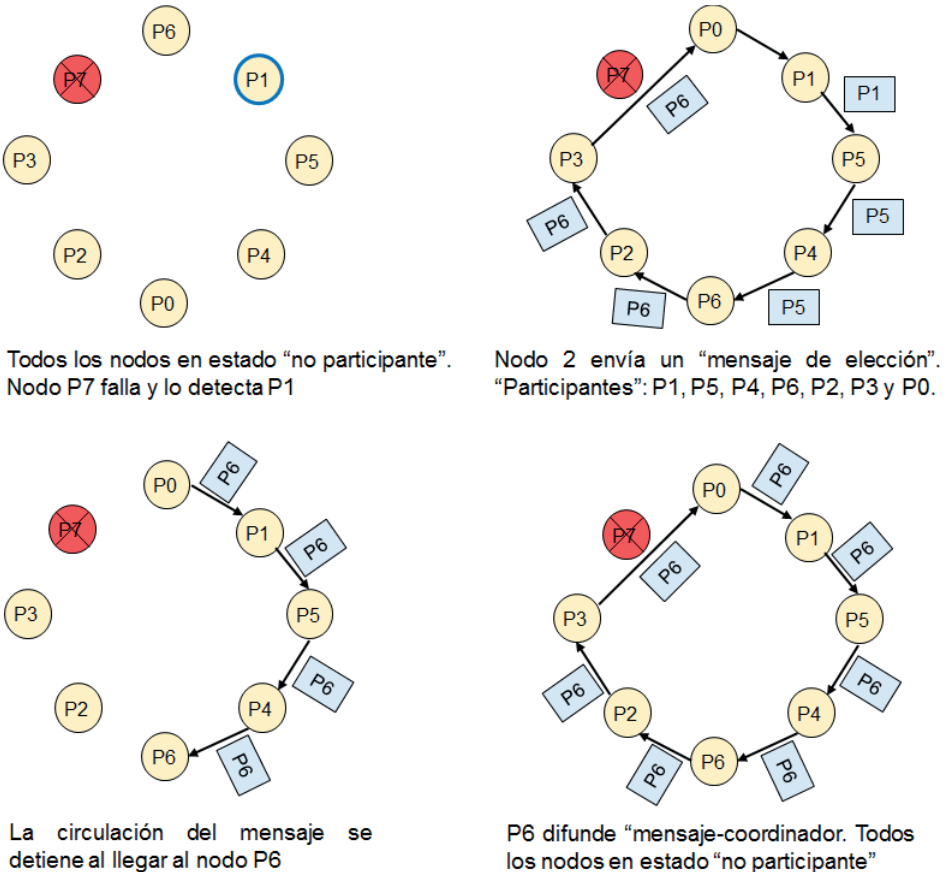 P6
P7
P1
P3
P5
P2
P4
P0
Todos los nodos en estado “no participante”.
Nodo P7 falla y lo detecta P1
P0
P7
P6
P1
P1
P3
P5
P6
P5
P2
P4
P6
P6
P5
Nodo 2 envía un “mensaje de elección”.
“Participantes”: P1, P5, P4, P6, P2, P3 y P0.
P6
P0
P7
P1
P6
P3
P5
P6
P2
P4
P6
P6
La circulación del mensaje se
detiene al llegar al nodo P6
P6
P0
P7
P1
P6
P6
P3
P5
P6
P6
P2
P4
P6
P6
P6
P6 difunde “mensaje-coordinador. Todos
los nodos en estado “no participante”